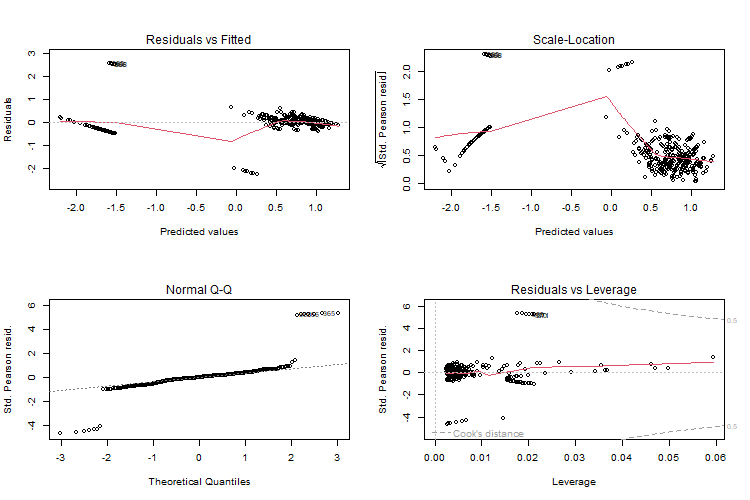 Residuals vs Fitted
Residuals
3
2
1
0
-1
-2
-2.0 -1.5 -1.0 -0.5 0.0 0.5 1.0
Predicted values
Scale-Location
√|Std. Pearson resid.|
2.0
1.5
1.0
0.5
0.0
-2.0 -1.5 -1.0 -0.5 0.0 0.5 1.0
Predicted values
Normal Q-Q
Std. Pearson resid.
6
4
2
0
-2
-4
365
-3 -2 -1 0 1 2 3
Theoretical Quantiles
Residuals vs Leverage
Std. Pearson resid.
6
4
2
0
-2
-4
0.5
0.5
Cook's distance
0.00 0.01 0.02 0.03 0.04 0.05 0.06
Leverage